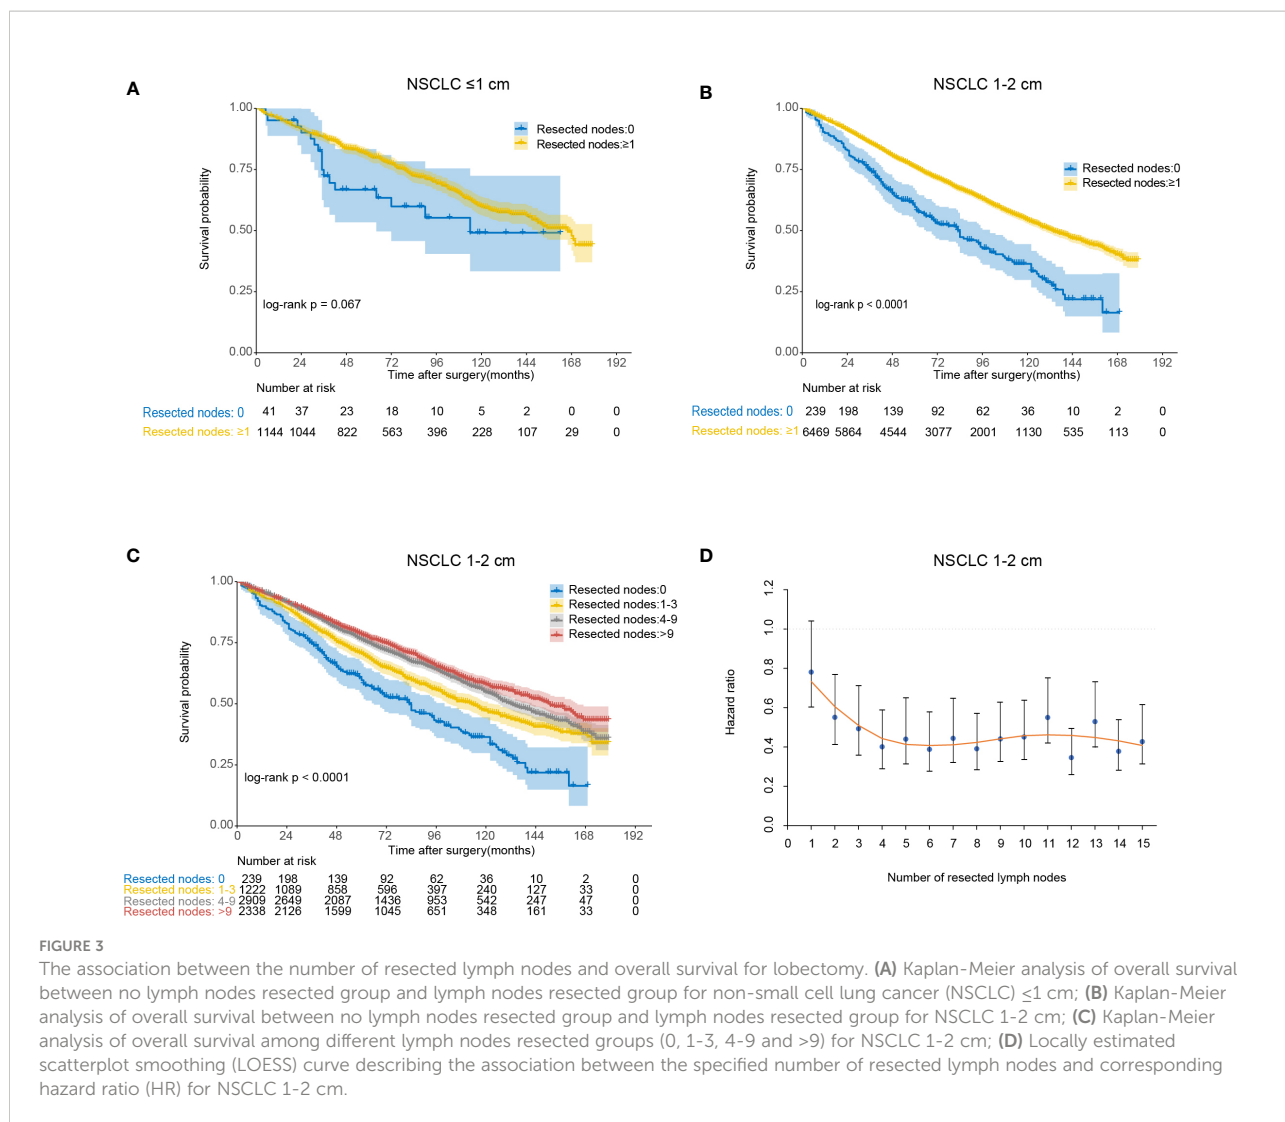 A
NSCLC ≤1 cm
1.00
0.75
0.50
0.25
0.00
Survival probability
Resected nodes:0
Resected nodes:≥1
log-rank p = 0.067
0 24 48 72 96 120 144 168 192
Time after surgery(months)
Number at risk
Resected nodes: 0 41 37 23 18 10 5 2 0 0
Resected nodes: ≥1 1144 1044 822 563 396 228 107 29 0
B
NSCLC 1-2 cm
1.00
0.75
0.50
0.25
0.00
Survival probability
Resected nodes:0
Resected nodes:≥1
log-rank p < 0.0001
0 24 48 72 96 120 144 168 192
Time after surgery(months)
Number at risk
Resected nodes: 0 239 198 139 92 62 36 10 2 0
Resected nodes: ≥1 6469 5864 4544 3077 2001 1130 535 113 0
C
NSCLC 1-2 cm
1.00
0.75
0.50
0.25
0.00
Survival probability
Resected nodes:0
Resected nodes:1-3
Resected nodes:4-9
Resected nodes:>9
log-rank p < 0.0001
0 24 48 72 96 120 144 168 192
Time after surgery(months)
Number at risk
Resected nodes: 0 239 198 139 92 62 36 10 2 0
Resected nodes: 1-3 1222 1089 858 596 397 240 127 33 0
Resected nodes: 4-9 2909 2649 2087 1436 953 542 247 47 0
Resected nodes: >9 2338 2126 1599 1045 651 348 161 33 0
D
NSCLC 1-2 cm
1.2
1.0
0.8
0.6
0.4
0.2
0.0
Hazard ratio
0 1 2 3 4 5 6 7 8 9 10 11 12 13 14 15
Number of resected lymph nodes
FIGURE 3
The association between the number of resected lymph nodes and overall survival for lobectomy. (A) Kaplan-Meier analysis of overall survival
between no lymph nodes resected group and lymph nodes resected group for non-small cell lung cancer (NSCLC) ≤1 cm; (B) Kaplan-Meier
analysis of overall survival between no lymph nodes resected group and lymph nodes resected group for NSCLC 1-2 cm; (C) Kaplan-Meier
analysis of overall survival among different lymph nodes resected groups (0, 1-3, 4-9 and >9) for NSCLC 1-2 cm; (D) Locally estimated
scatterplot smoothing (LOESS) curve describing the association between the specified number of resected lymph nodes and corresponding
hazard ratio (HR) for NSCLC 1-2 cm.